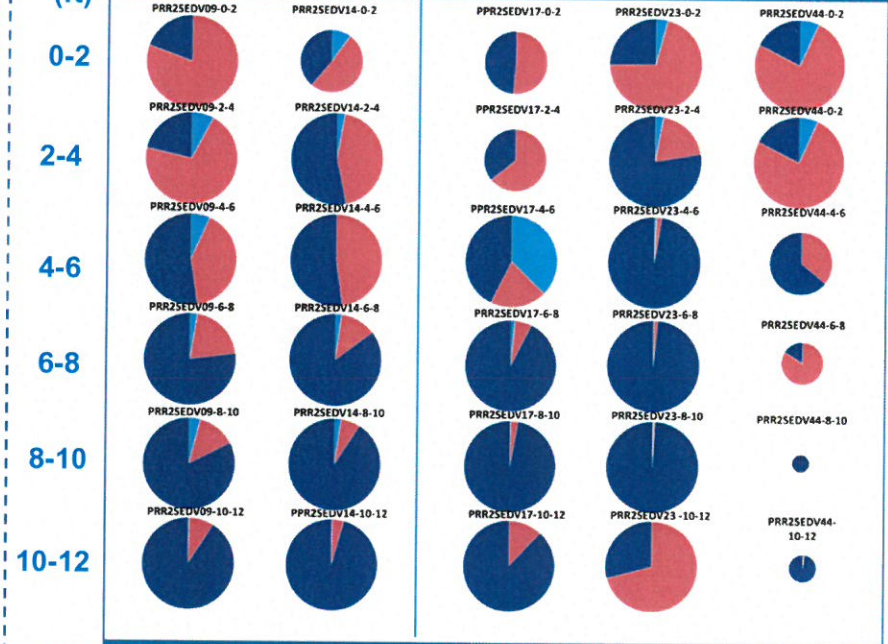 PRR2SEDV09-0-2 PRR2SEDV14-0-2 PPR2SEDV17-0-2 PRR2SEDV23-0-2 PRR2SEDV44-0-2
0-2
PRR2SEDV09-2-4 PRR2SEDV14-2-4 PPR2SEDV17-2-4 PRR2SEDV23-2-4 PRR2SEDV44-0-2
2-4
PRR2SEDV09-4-6 PRR2SEDV14-4-6 PPR2SEDV17-4-6 PRR2SEDV23-4-6 PRR2SEDV44-4-6
4-6
PRR2SEDV09-6-8 PRR2SEDV14-6-8 PRR2SEDV17-6-8 PRR2SEDV23-6-8 PRR2SEDV44-6-8
6-8
PRR2SEDV09-8-10 PRR2SEDV14-8-10 PRR2SEDV17-8-10 PRR2SEDV23-8-10 PRR2SEDV44-8-10
8-10
PRR2SEDV09-10-12 PPR2SEDV14-10-12 PRR2SEDV17-10-12 PRR2SEDV23 -10-12 PRR2SEDV44-
10-12
10-12